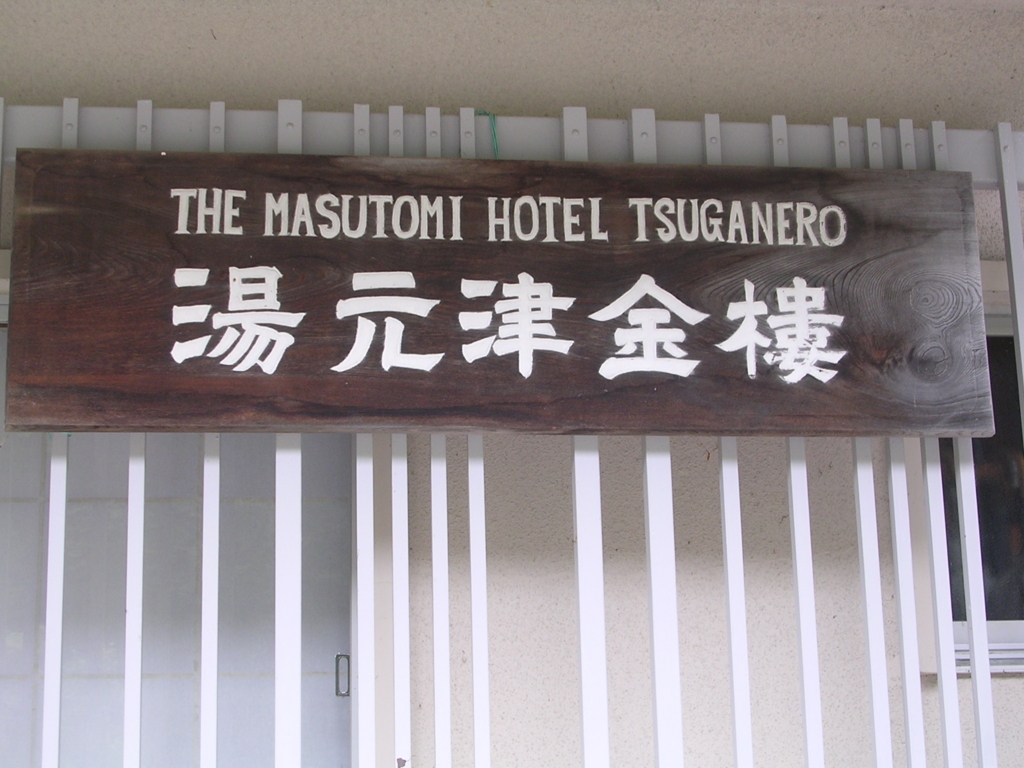 THE MASUTOMI HOTEL TSUGANERO
湯元津金樓